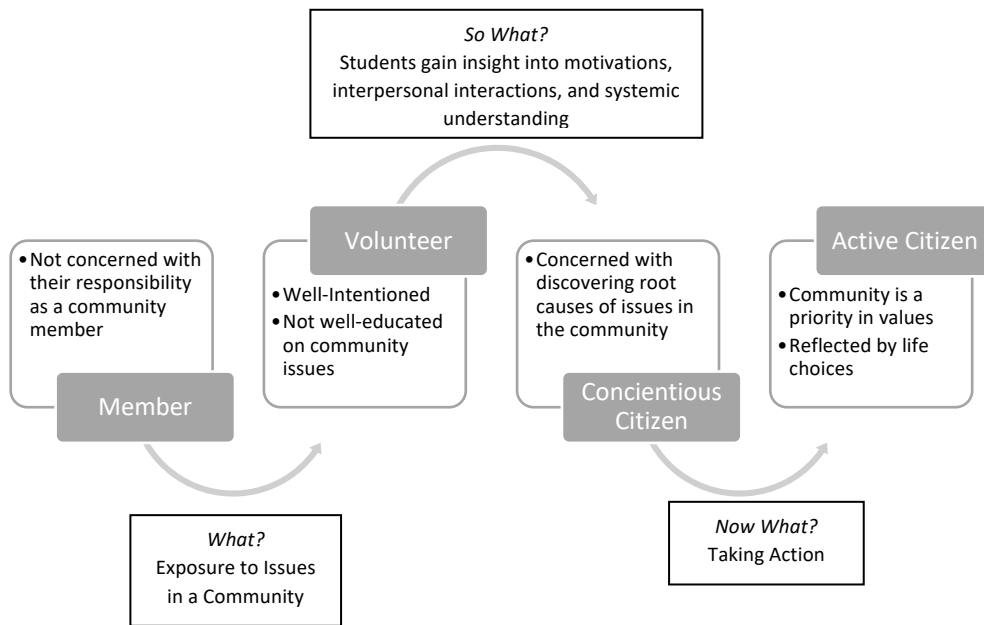 So What?
Students gain insight into motivations,
interpersonal interactions, and systemic
understanding
•Not concerned with
their responsibility
as a community
member
Member
What?
Exposure to Issues
in a Community
Volunteer
•Well-Intentioned
•Not well-educated
on community
issues
•Concerned with
discovering root
causes of issues in
the community
Concientious
Citizen
Now What?
Taking Action
Active Citizen
•Community is a
priority in values
•Reflected by life
choices